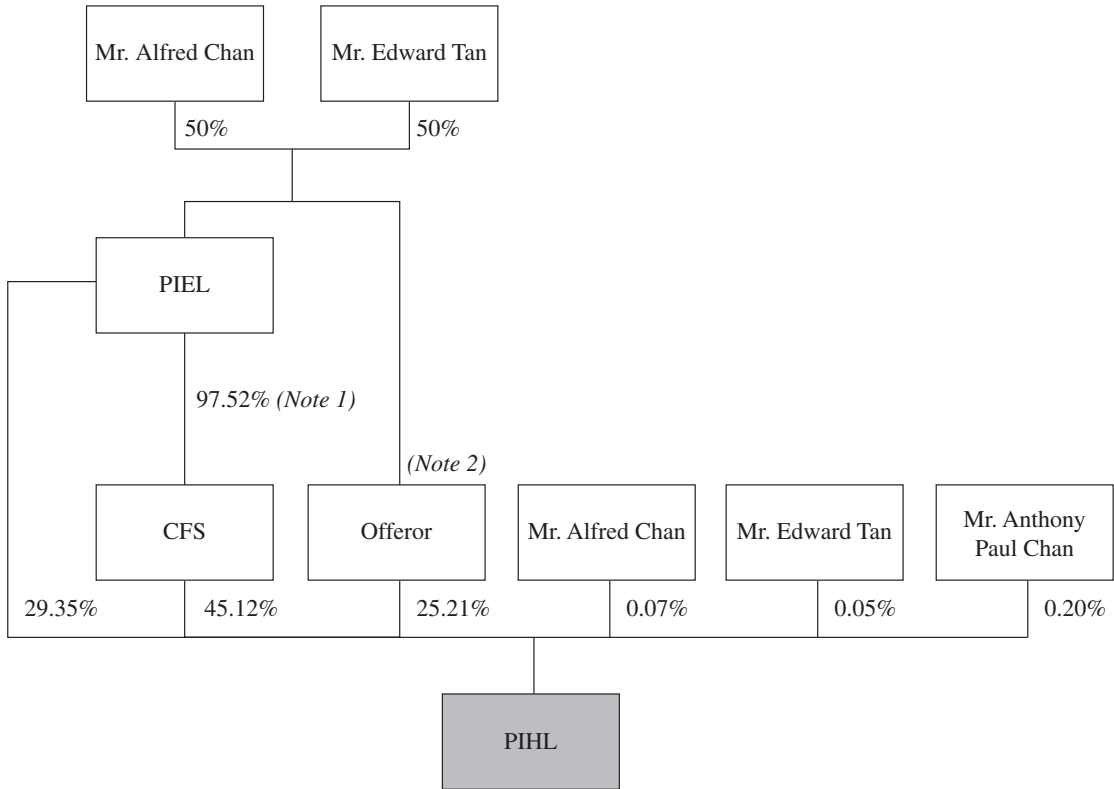 Mr. Alfred Chan
Mr. Edward Tan
50%
50%
PIEL
97.52% (Note 1)
(Note 2)
CFS
Offeror
Mr. Alfred Chan
Mr. Edward Tan
Mr. Anthony
Paul Chan
29.35%
45.12%
25.21%
0.07%
0.05%
0.20%
PIHL